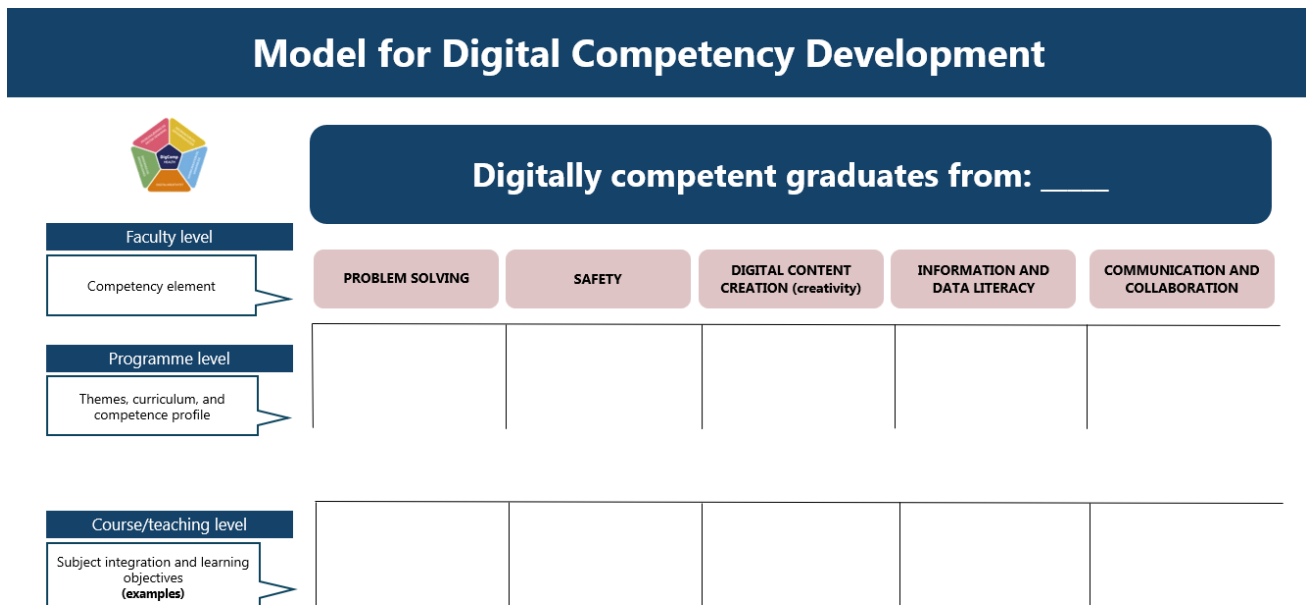 Model for Digital Competency Development
DigComp
HEALTH
Digitally competent graduates from: _____
Faculty level
Competency element
PROBLEM SOLVING
SAFETY
DIGITAL CONTENT
CREATION (creativity)
INFORMATION AND
DATA LITERACY
COMMUNICATION AND
COLLABORATION
Programme level
Themes, curriculum, and
competence profile
Course/teaching level
Subject integration and learning
objectives
(examples)